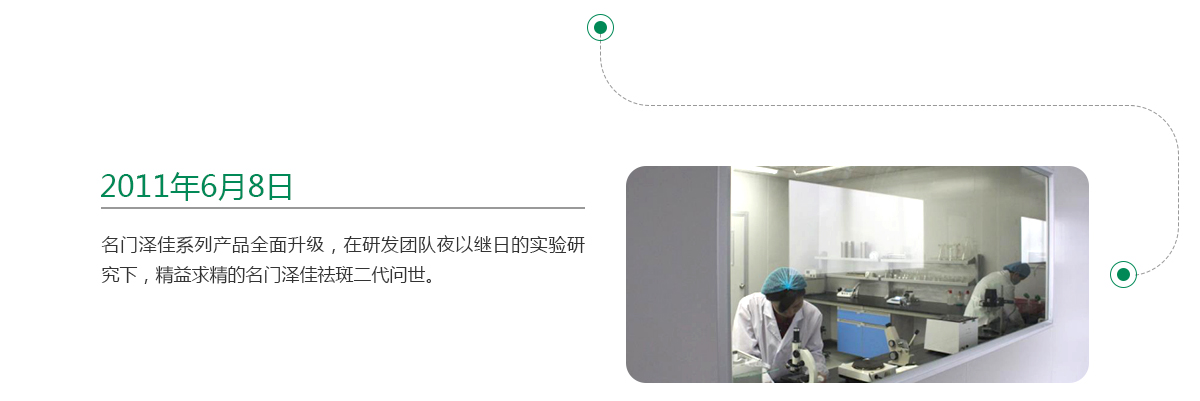 2011年6月8日
名门泽佳系列产品全面升级，在研发团队夜以继日的实验研
究下，精益求精的名门泽佳祛斑二代问世。